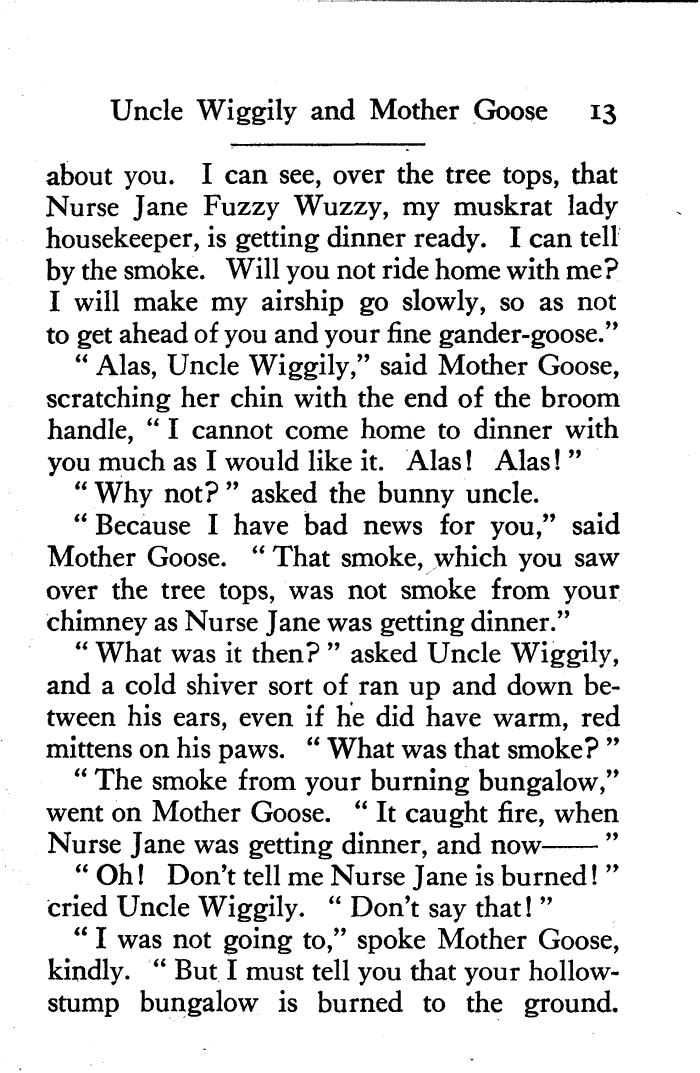 Uncle Wiggily and Mother Goose 13
about you. I can see, over the tree tops, that
Nurse Jane Fuzzy Wuzzy, my muskrat lady
housekeeper, is getting dinner ready. I can tell
by the smoke. Will you not ride home with me?
I will make my airship go slowly, so as not
to get ahead of you and your fine gander-goose.”
“ Alas, Uncle Wiggily,” said Mother Goose,
scratching her chin with the end of the broom
handle, “ I cannot come home to dinner with
you much as I would like it. Alas! Alas! ”
“ Why not? ” asked the bunny uncle.
“ Because I have bad news for you,” said
Mother Goose. “ That smoke, which you saw
over the tree tops, was not smoke from your
chimney as Nurse Jane was getting dinner.”
“ What was it then? ” asked Uncle Wiggily,
and a cold shiver sort of ran up and down be-
tween his ears, even if he did have warm, red
mittens on his paws. “ What was that smoke? ”
“ The smoke from your burning bungalow,”
went on Mother Goose. “ It caught fire, when
Nurse Jane was getting dinner, and now—— ”
“ Oh! Don’t tell me Nurse Jane is burned! ”
cried Uncle Wiggily. “ Don’t say that! ”
“ I was not going to,” spoke Mother Goose,
kindly. “ But I must tell you that your hollow-
stump bungalow is burned to the ground.